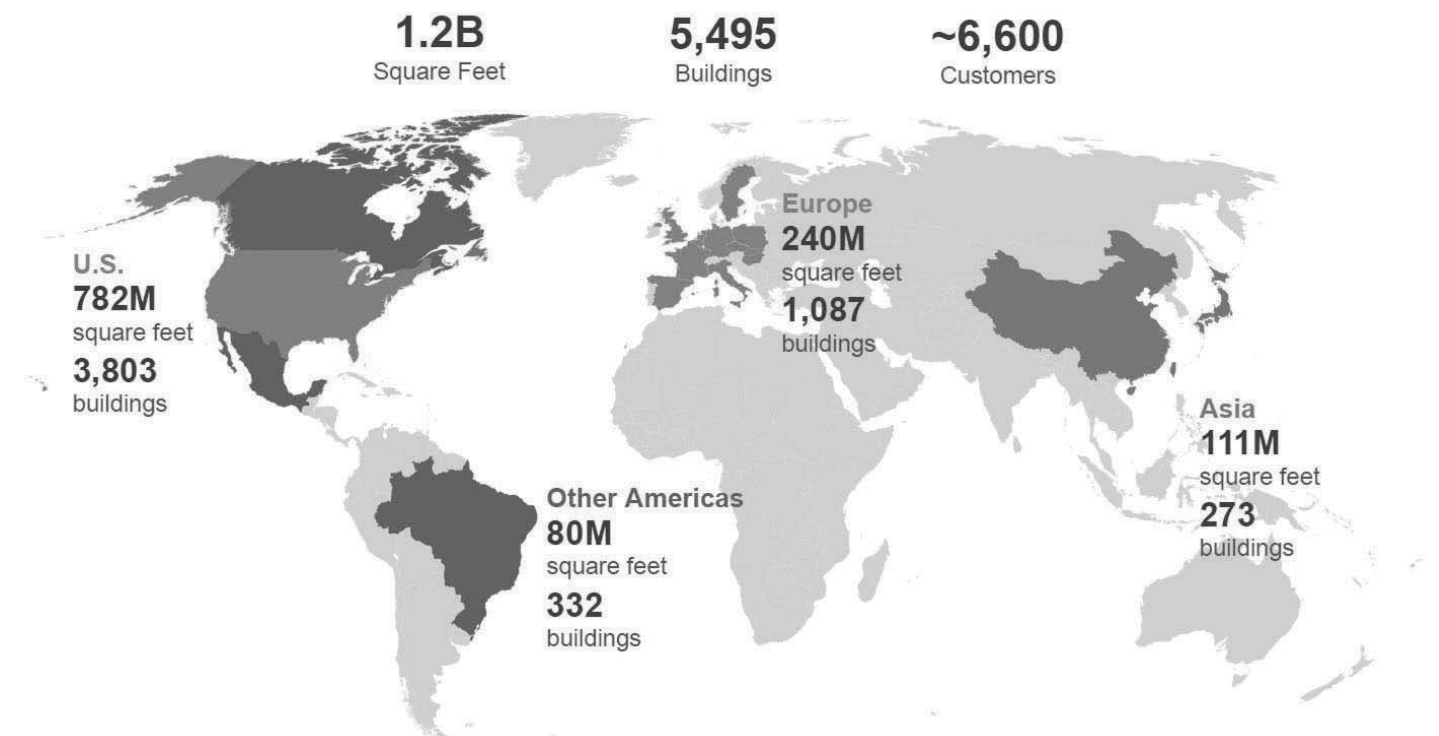 1.2B
Square Feet
5,495
Buildings
~6,600
Customers
U.S.
782M
square feet
3,803
buildings
Other Americas
80M
square feet
332
buildings
Europe
240M
square feet
1,087
buildings
Asia
111M
square feet
273
buildings